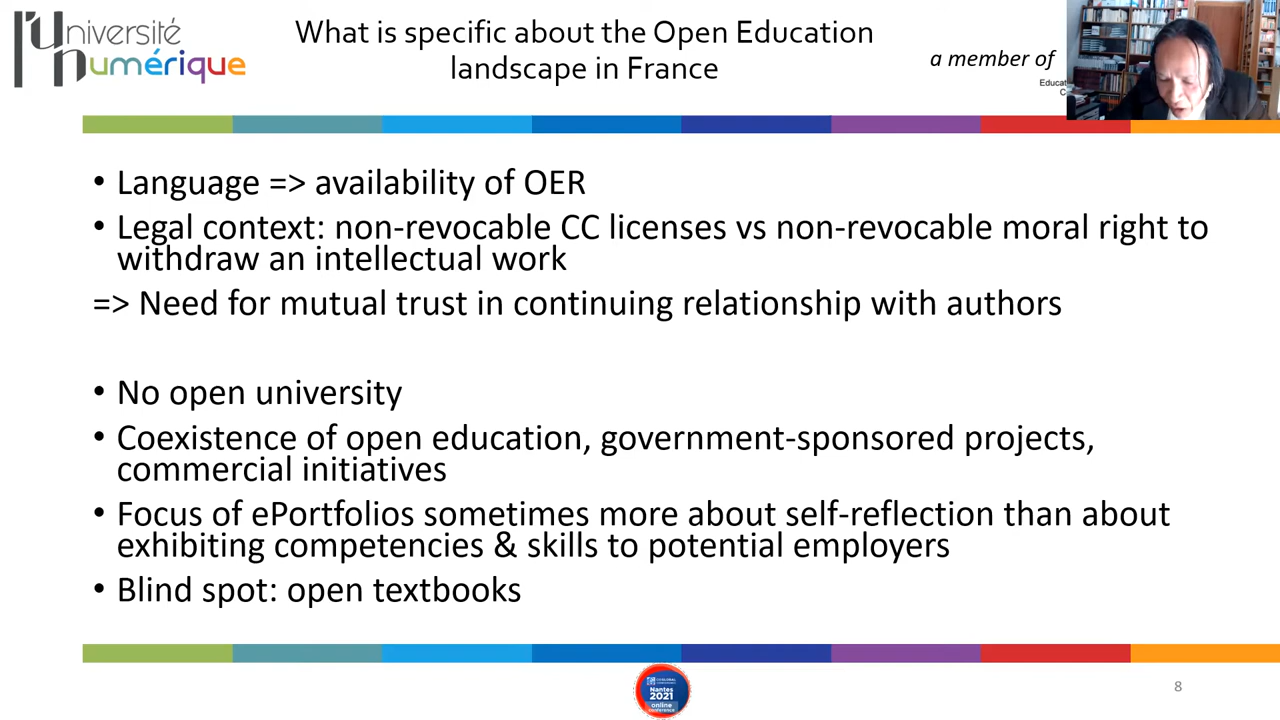 l'Université
numérique
What is specific about the Open Education
landscape in France
a member of
• Language => availability of OER
• Legal context: non-revocable CC licenses vs non-revocable moral right to
withdraw an intellectual work
=> Need for mutual trust in continuing relationship with authors
• No open university
• Coexistence of open education, government-sponsored projects,
commercial initiatives
• Focus of ePortfolios sometimes more about self-reflection than about
exhibiting competencies & skills to potential employers
• Blind spot: open textbooks
Nantes
2021
online
conference
8